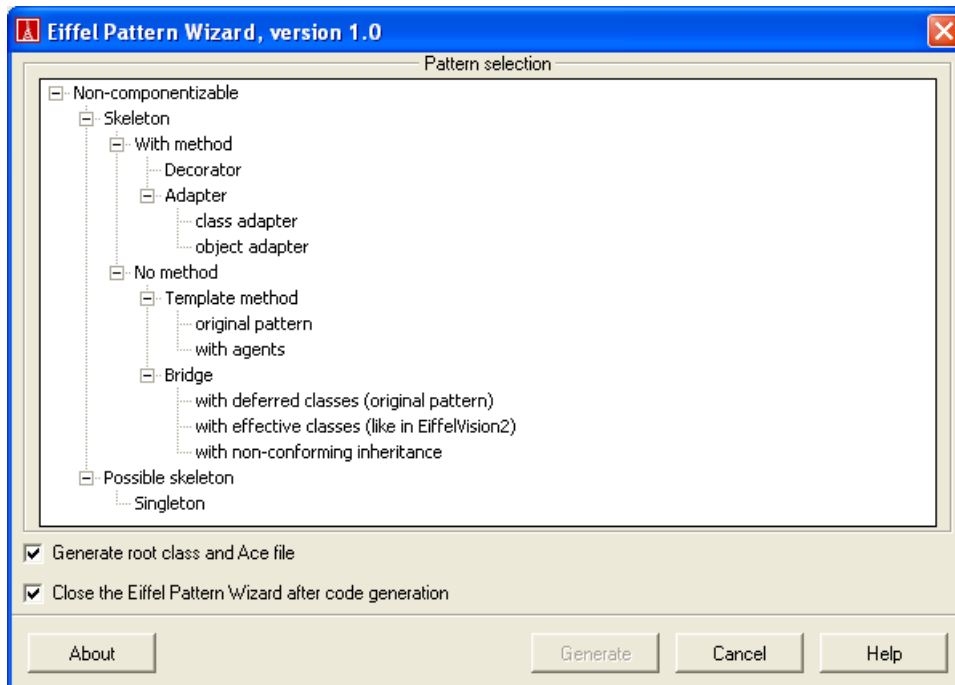 Eiffel Pattern Wizard, version 1.0
Pattern selection
Non-componentizable
Skeleton
With method
Decorator
Adapter
class adapter
object adapter
No method
Template method
original pattern
with agents
Bridge
with deferred classes (original pattern)
with effective classes (like in EiffelVision2)
with non-conforming inheritance
Possible skeleton
Singleton
Generate root class and Ace file
Close the Eiffel Pattern Wizard after code generation
About Generate Cancel Help